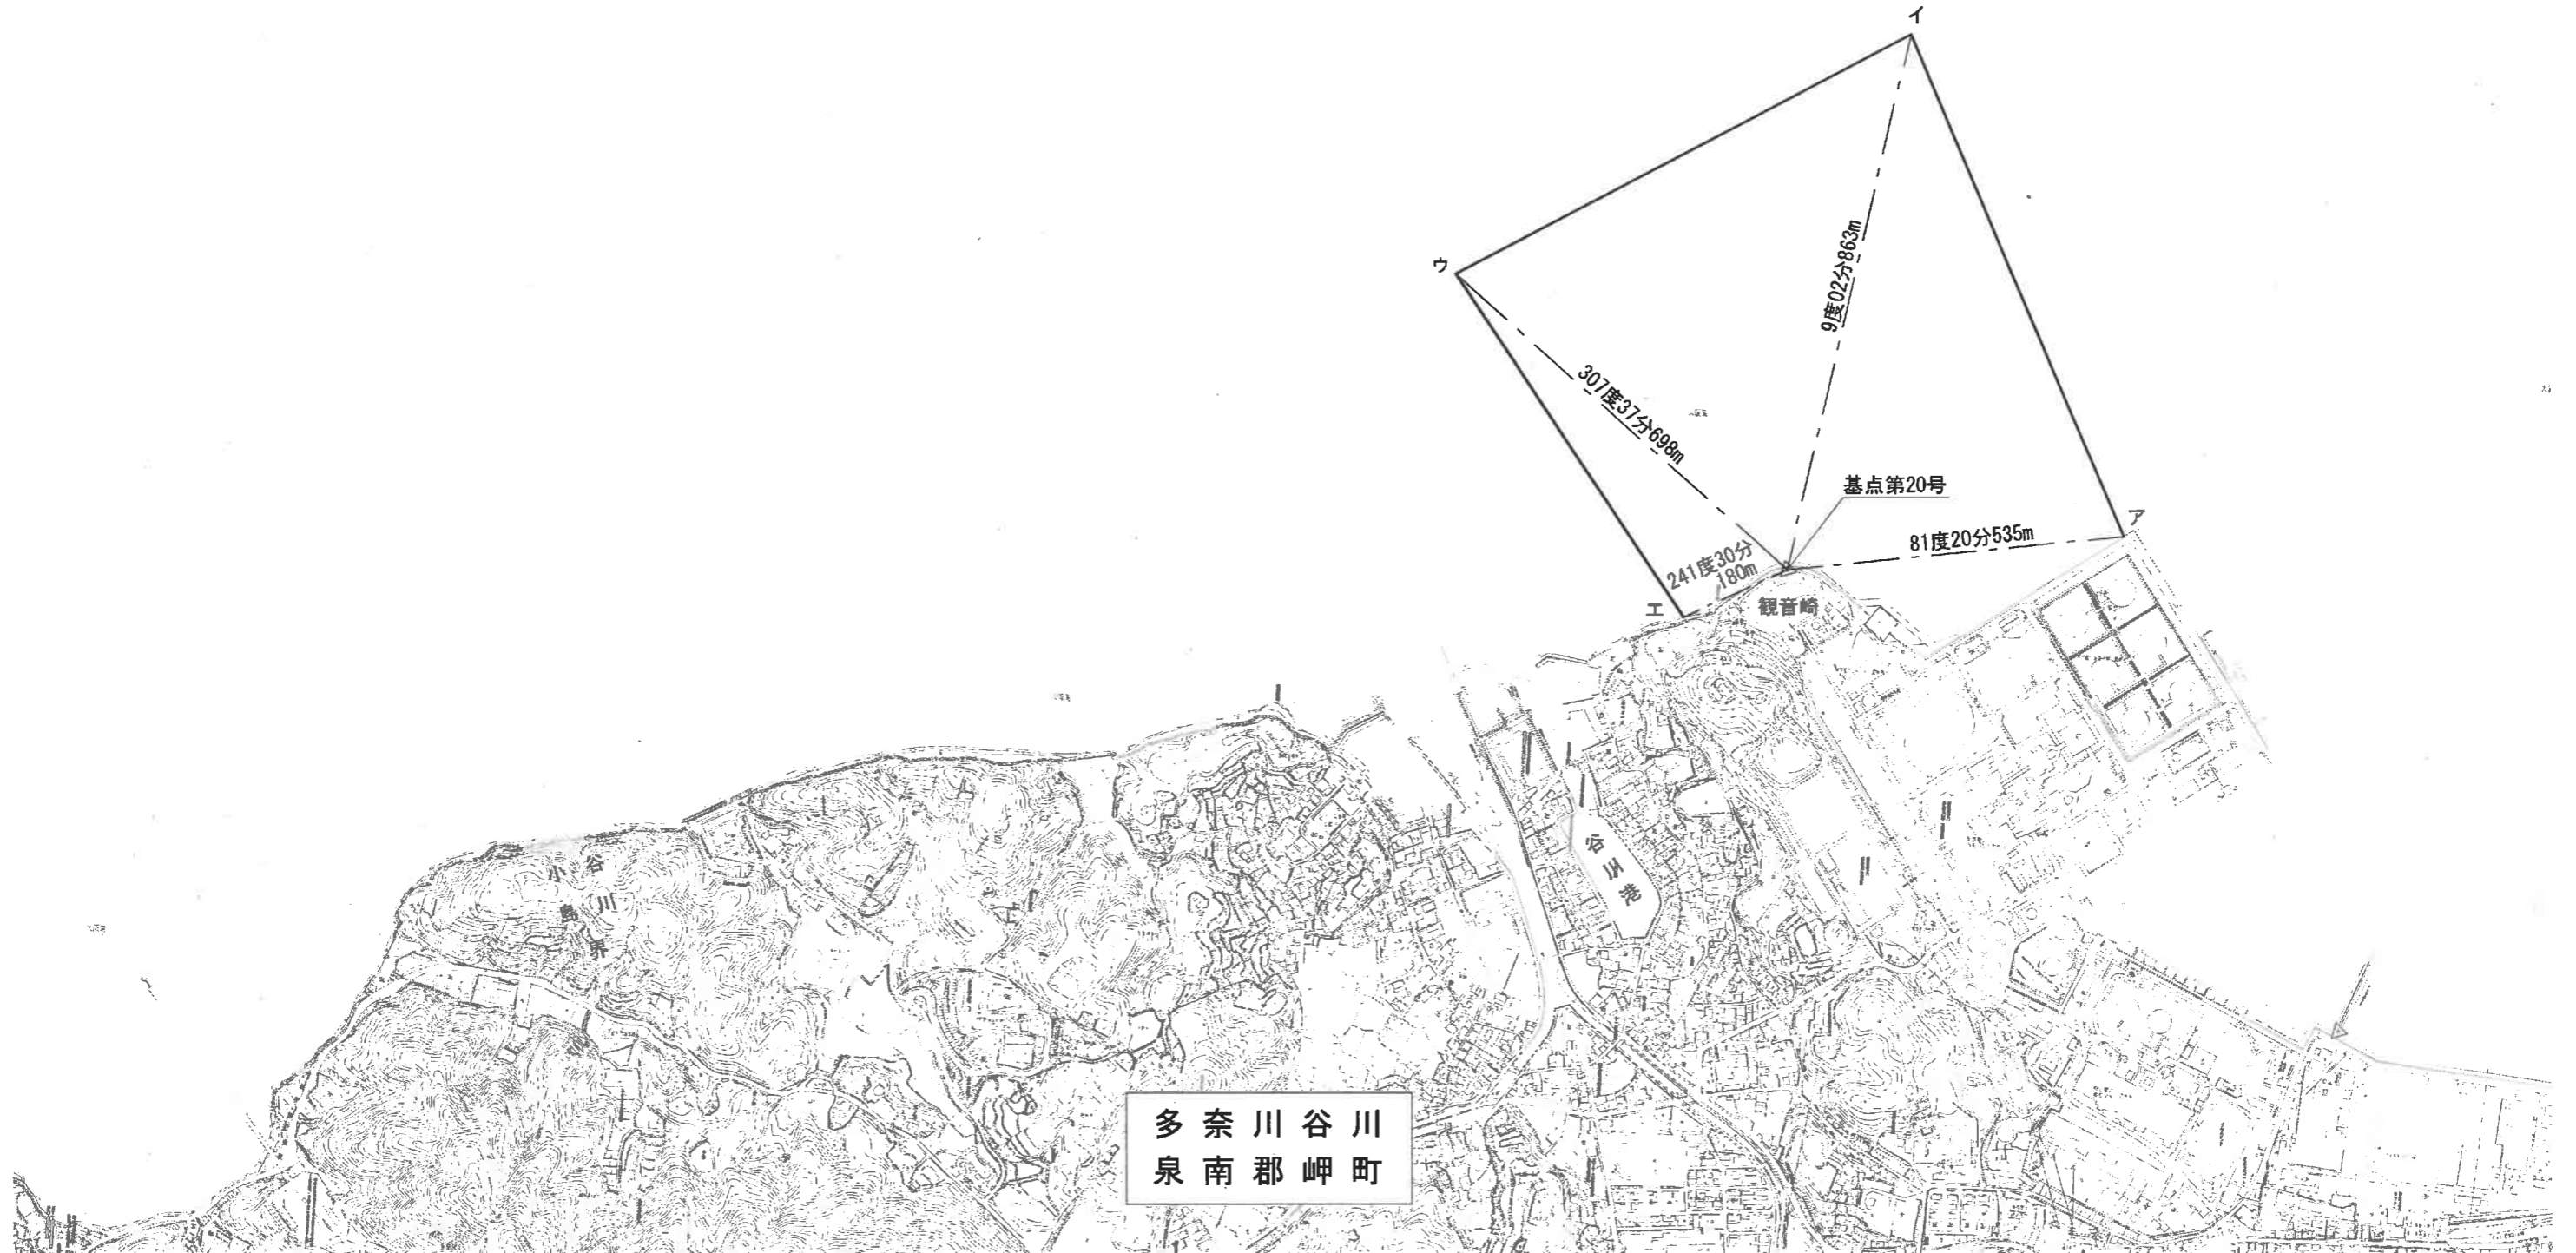 イ
ウ
9度02分863m
307度37分698m
基点第20号
ア
81度20分535m
241度30分
180m
エ
観音崎
谷川港
谷川
小島
界
多奈川谷川
泉南郡岬町